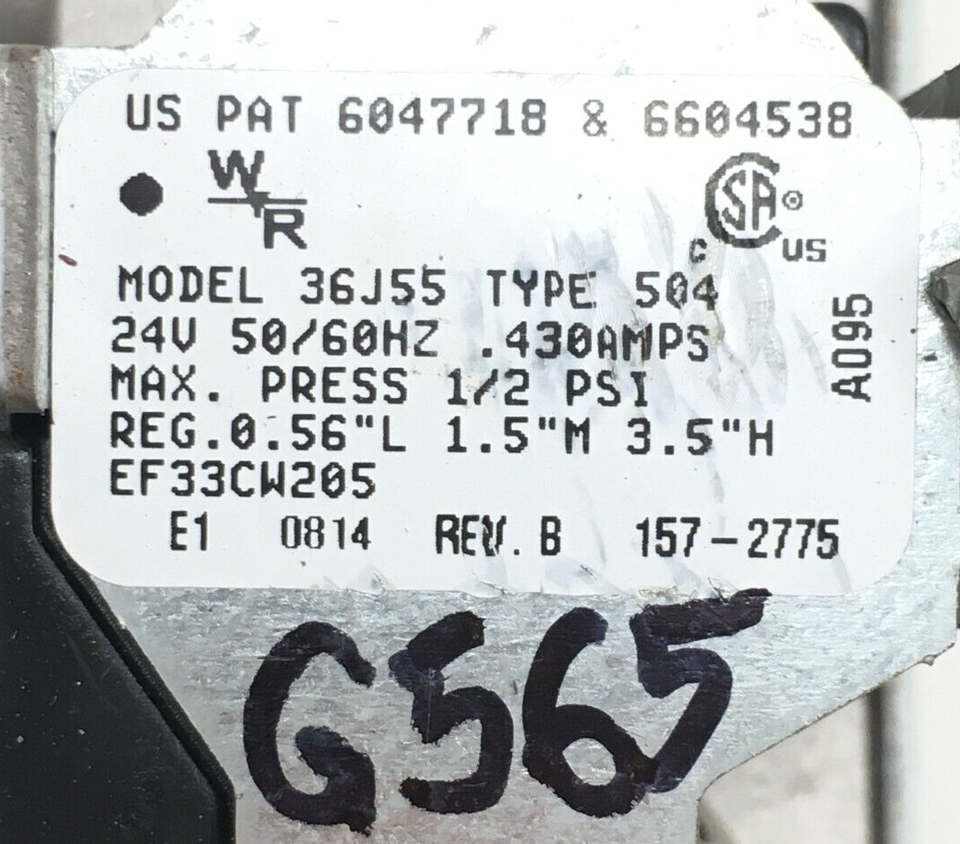 US PAT 6047718 & 6604538
W R
SA ®
C US
MODEL 36J55 TYPE 504
24V 50/60HZ .430AMPS
MAX. PRESS 1/2 PSI
REG.0.56"L 1.5"M 3.5"H
EF33CW205
A095
E1 0814 REV. B 157-2775
G565